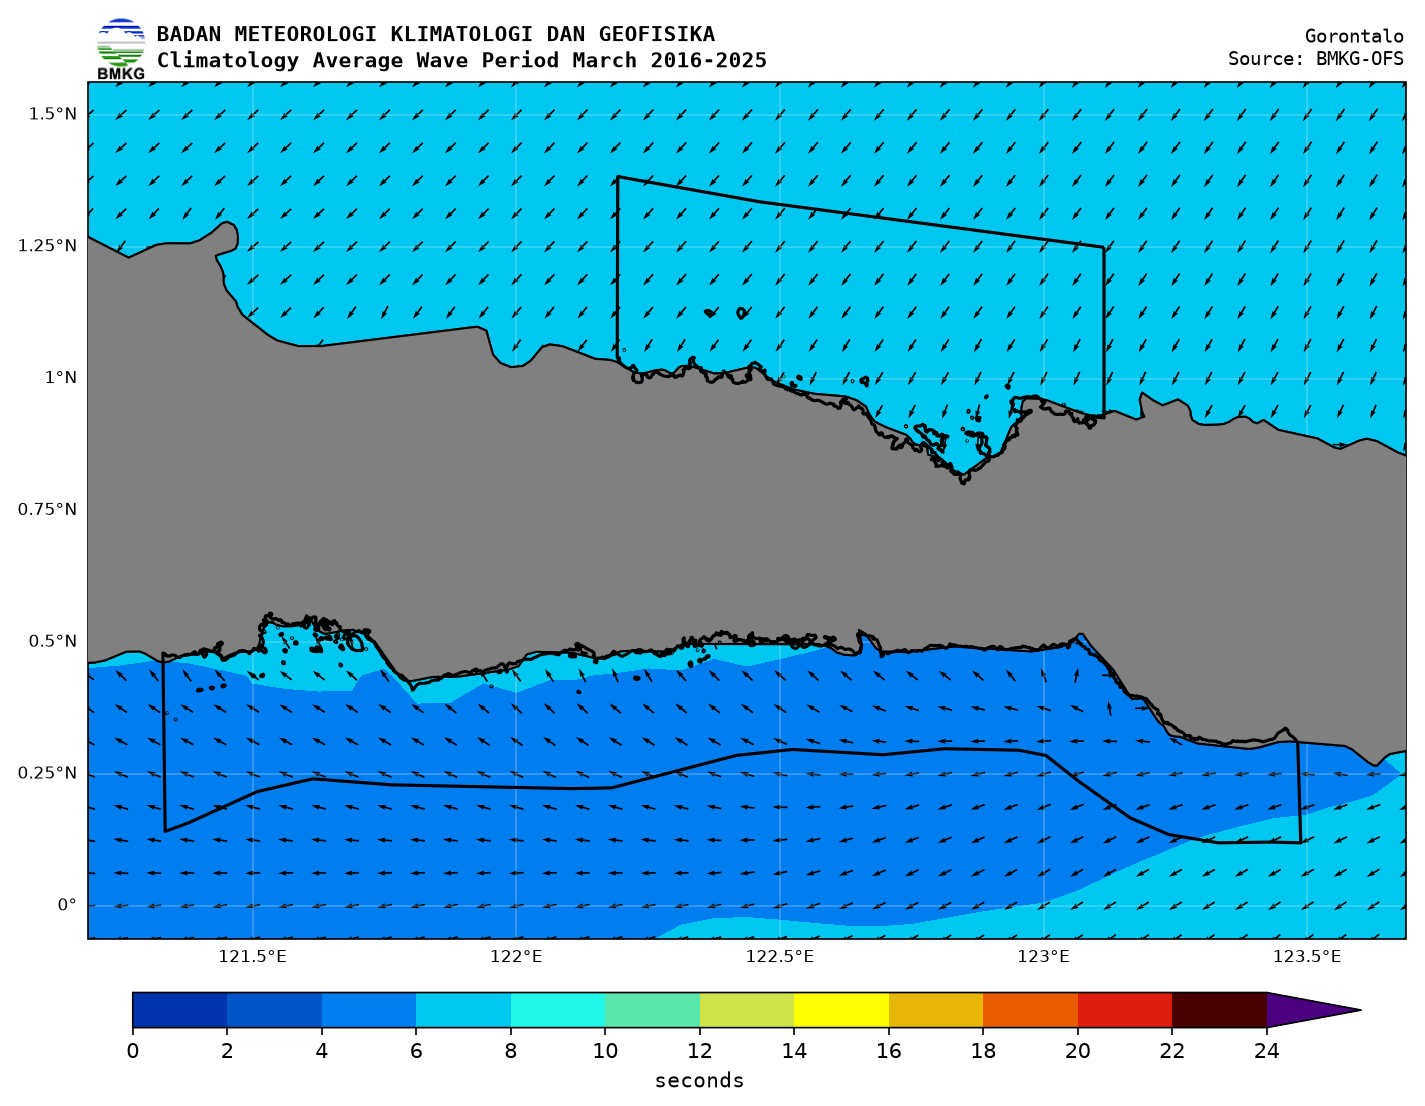 BADAN METEOROLOGI KLIMATOLOGI DAN GEOFISIKA
Climatology Average Wave Period March 2016-2025
BMKG
Gorontalo
Source: BMKG-OFS
1.5°N
1.25°N
1°N
0.75°N
0.5°N
0.25°N
0°
121.5°E 122°E 122.5°E 123°E 123.5°E
0 2 4 6 8 10 12 14 16 18 20 22 24
seconds